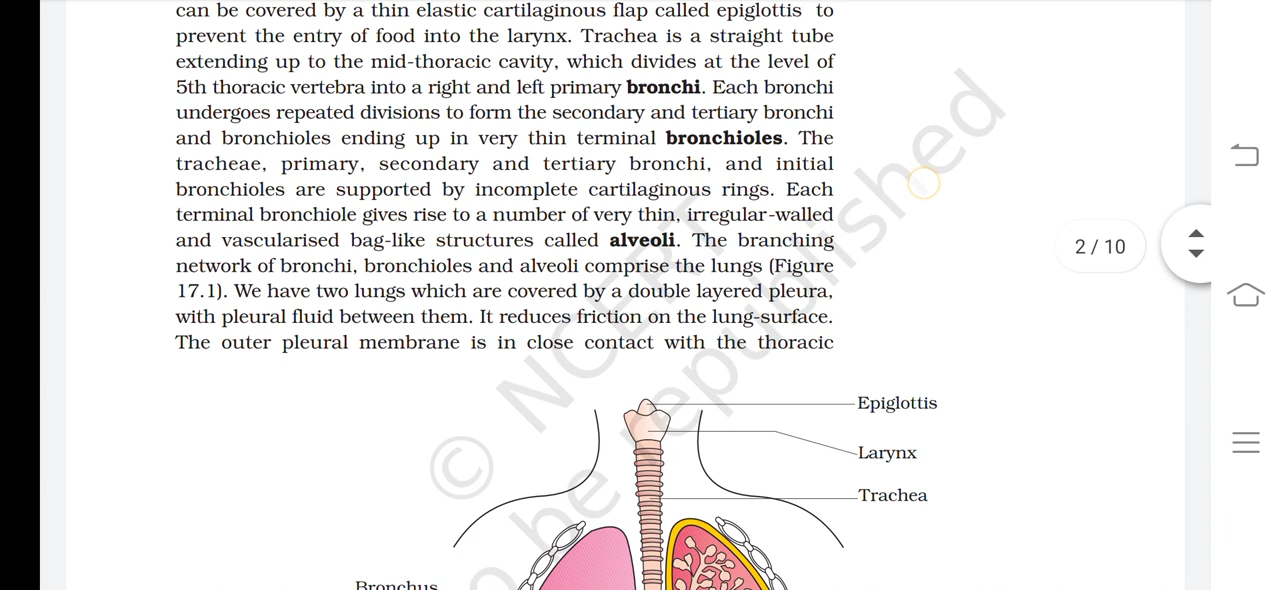 can be covered by a thin elastic cartilaginous flap called epiglottis to
prevent the entry of food into the larynx. Trachea is a straight tube
extending up to the mid-thoracic cavity, which divides at the level of
5th thoracic vertebra into a right and left primary bronchi. Each bronchi
undergoes repeated divisions to form the secondary and tertiary bronchi
and bronchioles ending up in very thin terminal bronchioles. The
tracheae, primary, secondary and tertiary bronchi, and initial
bronchioles are supported by incomplete cartilaginous rings. Each
terminal bronchiole gives rise to a number of very thin, irregular-walled
and vascularised bag-like structures called alveoli. The branching
network of bronchi, bronchioles and alveoli comprise the lungs (Figure
17.1). We have two lungs which are covered by a double layered pleura,
with pleural fluid between them. It reduces friction on the lung-surface.
The outer pleural membrane is in close contact with the thoracic
2 / 10
© NCERT
be republished
Epiglottis
Larynx
Trachea
Bronchus